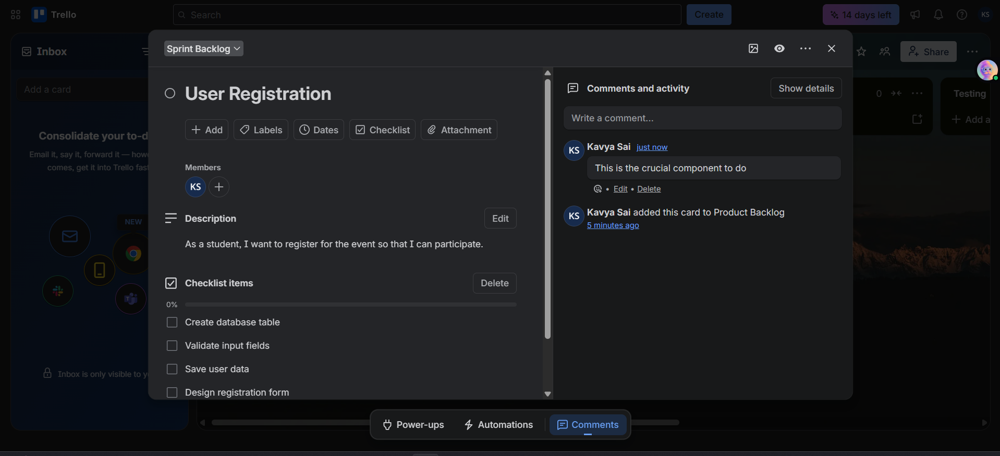 Trello
Search
Create
14 days left
KS
Inbox
Share
Add a card
0
Testing
Add a
Consolidate your to-d
Email it, say it, forward it — how
comes, get it into Trello fast
NEW
Inbox is only visible to y
Sprint Backlog
User Registration
Add
Labels
Dates
Checklist
Attachment
Members
KS
Description
Edit
As a student, I want to register for the event so that I can participate.
Checklist items
Delete
0%
Create database table
Validate input fields
Save user data
Design registration form
Comments and activity
Show details
Write a comment...
KS
Kavya Sai just now
This is the crucial component to do
• Edit • Delete
KS
Kavya Sai added this card to Product Backlog
5 minutes ago
Power-ups
Automations
Comments